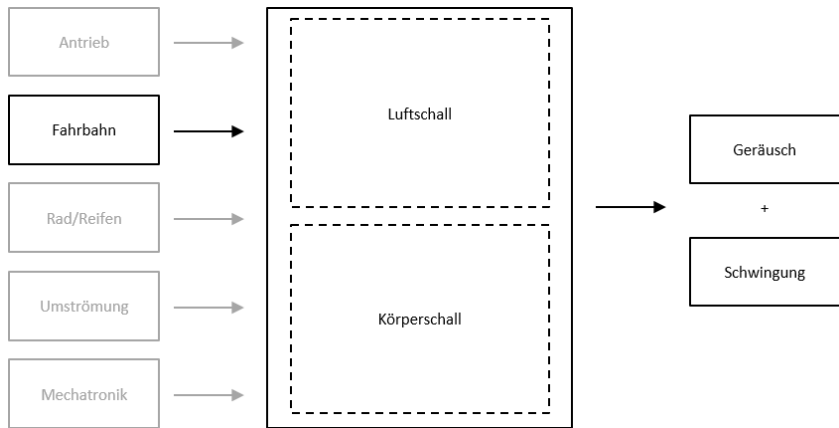 Antrieb
Fahrbahn
Rad/Reifen
Umströmung
Mechatronik
Luftschall
Körperschall
Geräusch
+
Schwingung